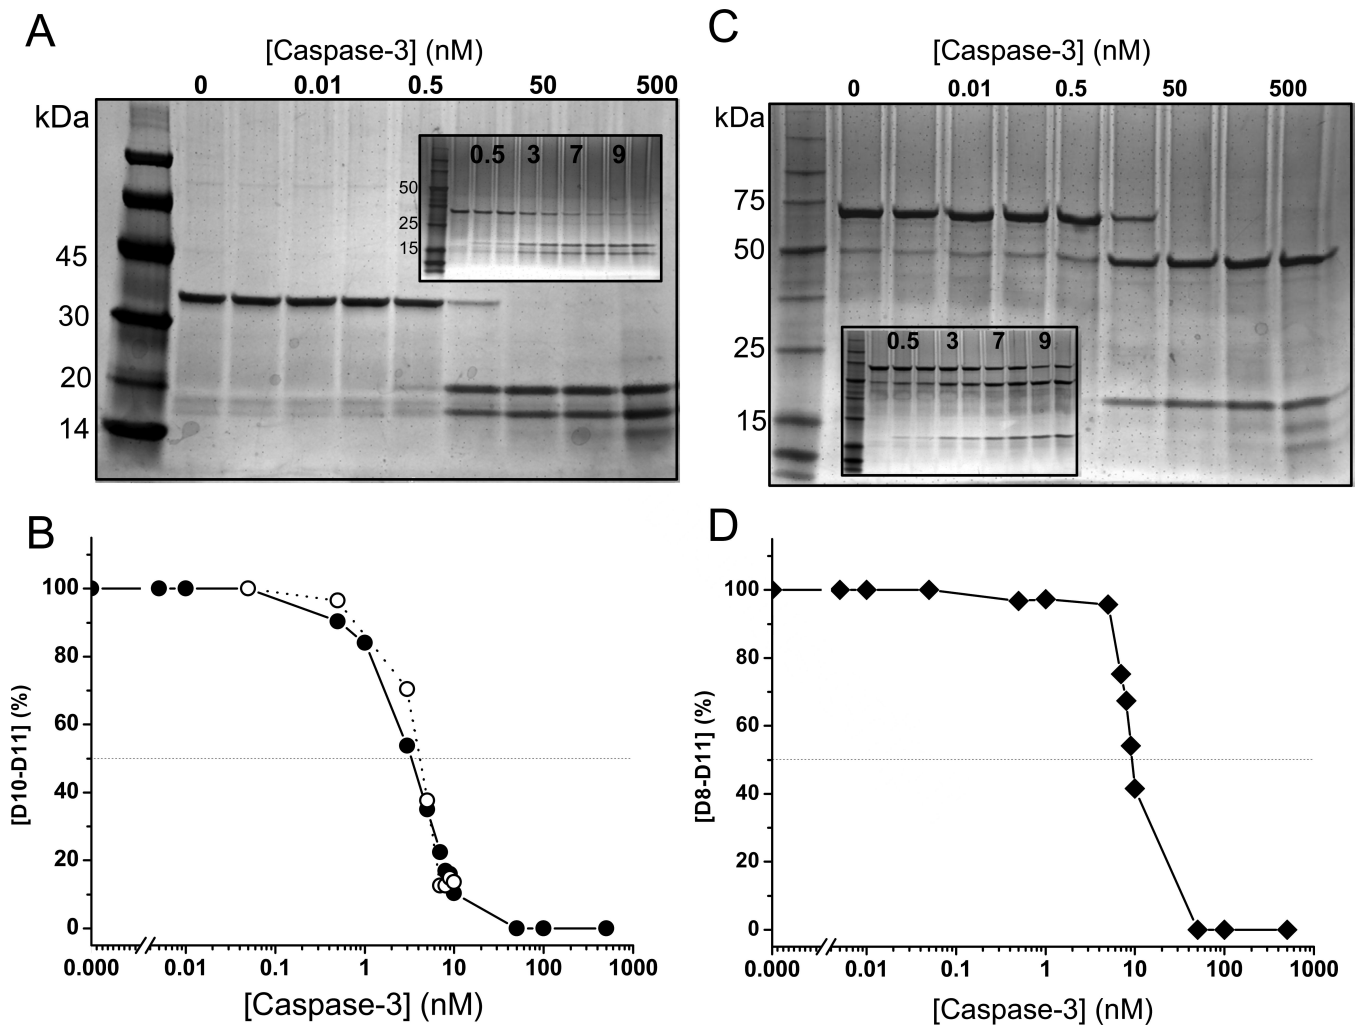 A
[Caspase-3] (nM)
0 0.01 0.5 50 500
kDa
45
30
20
14
0.5 3 7 9
50
25
15
C
[Caspase-3] (nM)
0 0.01 0.5 50 500
kDa
75
50
25
15
0.5 3 7 9
B
[D10-D11] (%)
100
80
60
40
20
0
0.000 0.01 0.1 1 10 100 1000
[Caspase-3] (nM)
D
[D8-D11] (%)
100
80
60
40
20
0
0.000 0.01 0.1 1 10 100 1000
[Caspase-3] (nM)